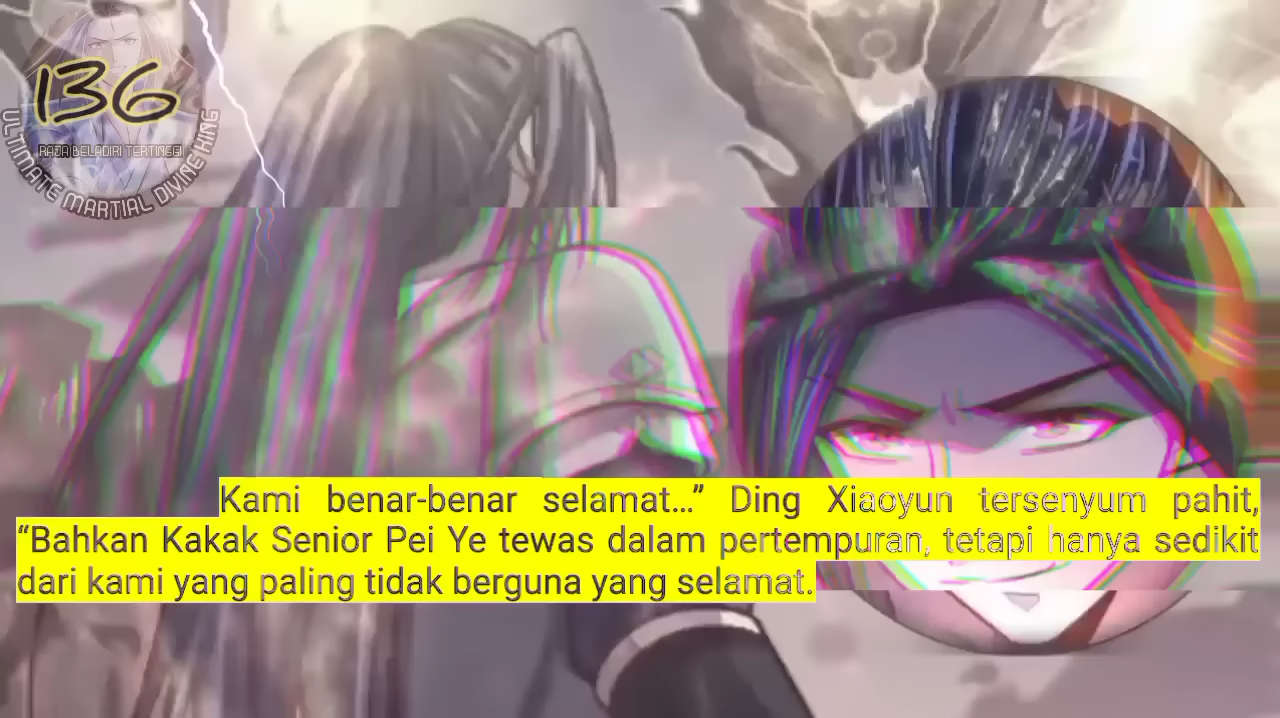 136
RAJA BELADIRI TERTINGGI
ULTIMATE MARTIAL DIVINE KING
Kami benar-benar selamat…” Ding Xiaoyun tersenyum pahit,
“Bahkan Kakak Senior Pei Ye tewas dalam pertempuran, tetapi hanya sedikit
dari kami yang paling tidak berguna yang selamat.